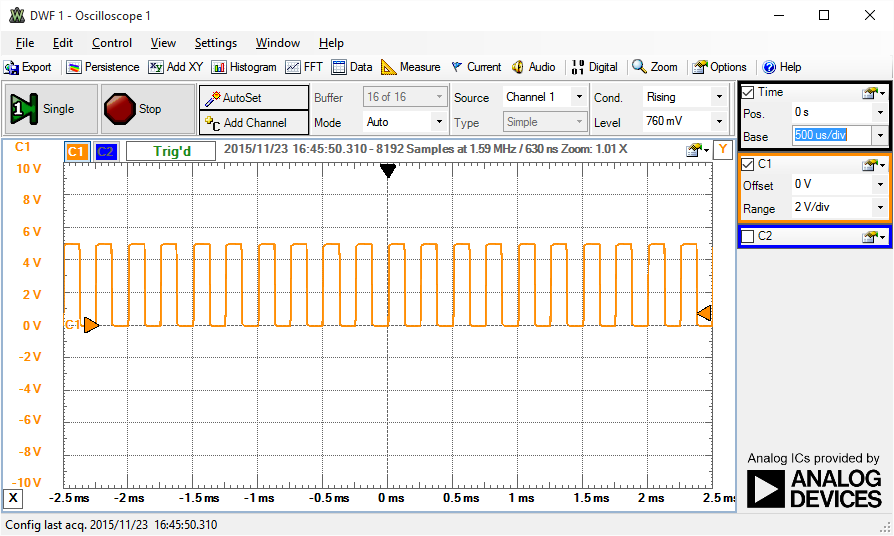 DWF 1 - Oscilloscope 1
File Edit Control View Settings Window Help
Export Persistence Add XY Histogram FFT Data Measure Current Audio Digital Zoom Options Help
Single Stop AutoSet Add Channel
Buffer 16 of 16 Source Channel 1 Cond. Rising
Mode Auto Type Simple Level 760 mV
C1 C1 C2 Trig'd 2015/11/23 16:45:50.310 - 8192 Samples at 1.59 MHz / 630 ns Zoom: 1.01 X Y
10 V
8 V
6 V
4 V
2 V
0 V
-2 V
-4 V
-6 V
-8 V
-10 V
C1
X -2.5 ms -2 ms -1.5 ms -1 ms -0.5 ms 0 ms 0.5 ms 1 ms 1.5 ms 2 ms 2.5 ms
Time
Pos. 0 s
Base 500 us/div
C1
Offset 0 V
Range 2 V/div
C2
Analog ICs provided by
ANALOG
DEVICES
Config last acq. 2015/11/23 16:45:50.310